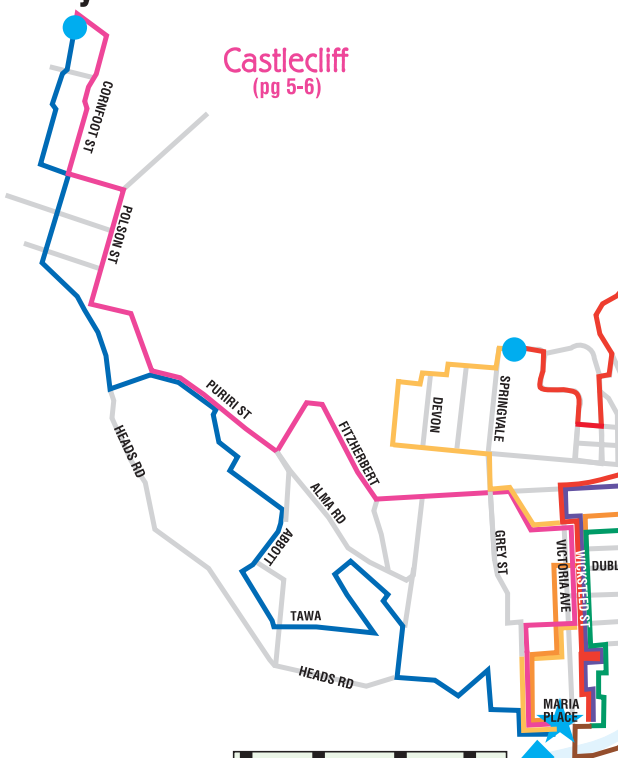 Castlecliff
(pg 5-6)
CORNFOOT ST
POLSON ST
PURIRI ST
HEADS RD
FITZHERBERT
ALMA RD
ABBOTT
TAWA
HEADS RD
DEVON
SPRINGVALE
GREY ST
VICTORIA AVE
WICKSTEED ST
DUBL
MARIA
PLACE